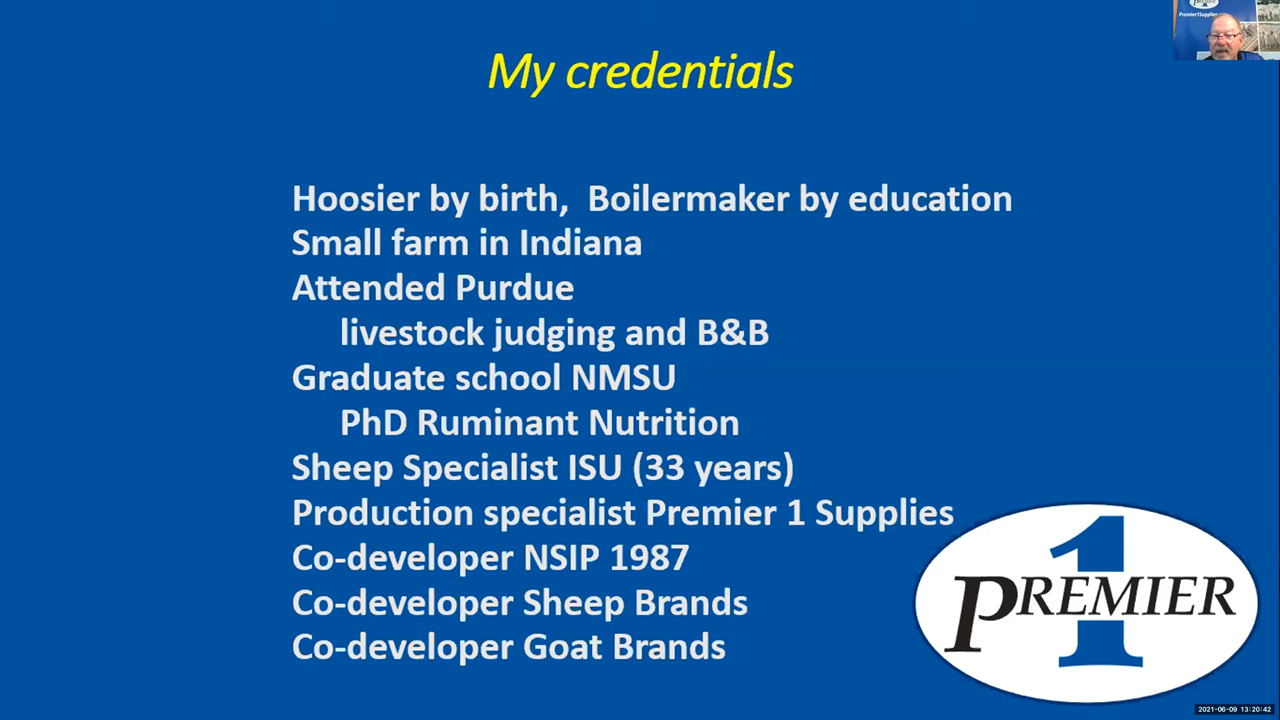 Premier1Supplies
My credentials
Hoosier by birth, Boilermaker by education
Small farm in Indiana
Attended Purdue
livestock judging and B&B
Graduate school NMSU
PhD Ruminant Nutrition
Sheep Specialist ISU (33 years)
Production specialist Premier 1 Supplies
Co-developer NSIP 1987
Co-developer Sheep Brands
Co-developer Goat Brands
PREMIER
1
2021-06-09 13:20:42